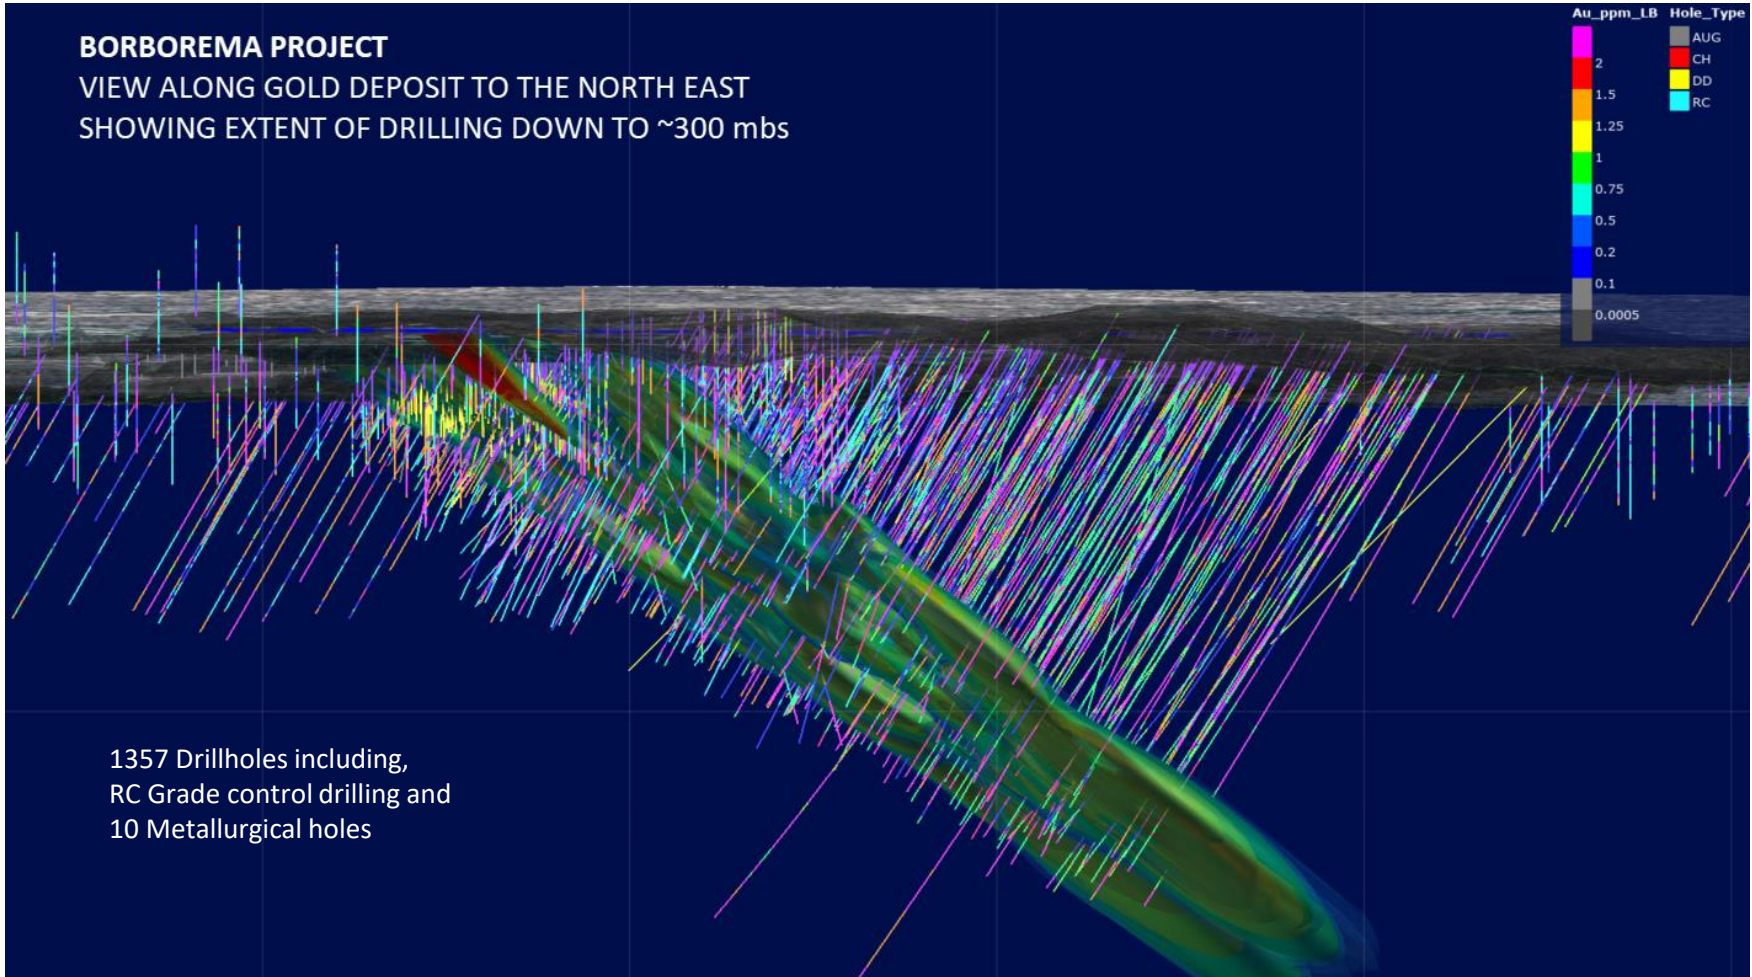 BORBOREMA PROJECT
VIEW ALONG GOLD DEPOSIT TO THE NORTH EAST
SHOWING EXTENT OF DRILLING DOWN TO ~300 mbs
Au_ppm_LB
2
1.5
1.25
1
0.75
0.5
0.2
0.1
0.0005
Hole_Type
AUG
CH
DD
RC
1357 Drillholes including,
RC Grade control drilling and
10 Metallurgical holes